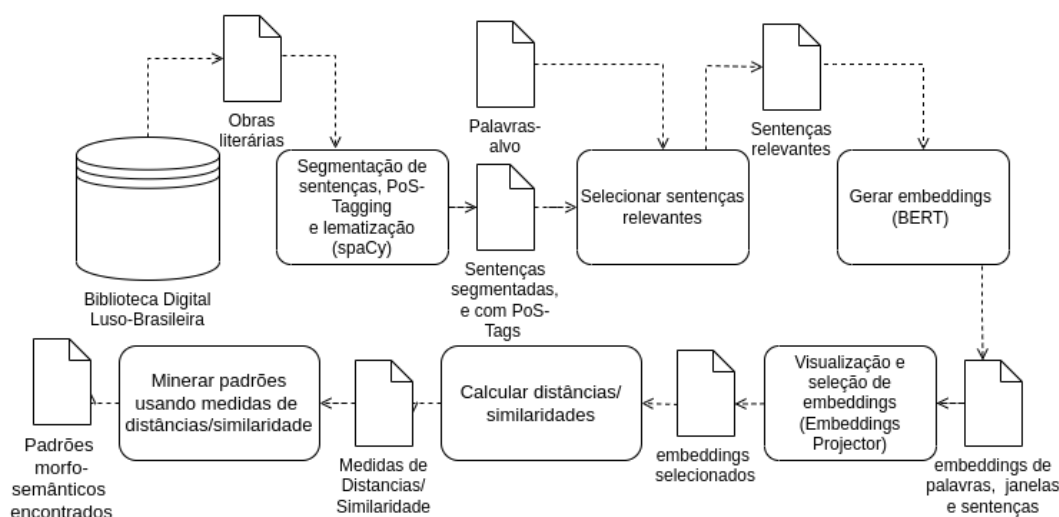 Obras
literárias
Biblioteca Digital
Luso-Brasileira
Segmentação de
sentenças, PoS-
Tagging
e lematização
(spaCy)
Sentenças
segmentadas,
e com PoS-
Tags
Palavras-
alvo
Selecionar sentenças
relevantes
Sentenças
relevantes
Gerar embeddings
(BERT)
embeddings de
palavras, janelas
e sentenças
Visualização e
seleção de
embeddings
(Embeddings
Projector)
embeddings
selecionados
Calcular distâncias/
similaridades
Medidas de
Distancias/
Similaridade
Minerar padrões
usando medidas de
distâncias/similaridade
Padrões
morfo-
semânticos
encontrados